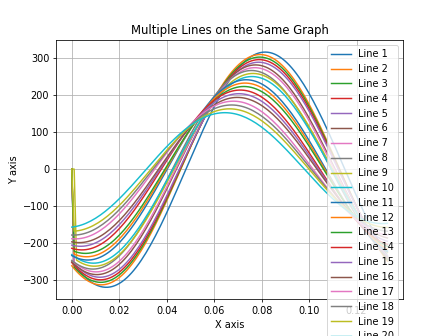 Multiple Lines on the Same Graph
300
200
100
0
−100
−200
−300
Y axis
0.00
0.02
0.04
0.06
0.08
0.10
X axis
Line 1
Line 2
Line 3
Line 4
Line 5
Line 6
Line 7
Line 8
Line 9
Line 10
Line 11
Line 12
Line 13
Line 14
Line 15
Line 16
Line 17
Line 18
Line 19
Line 20